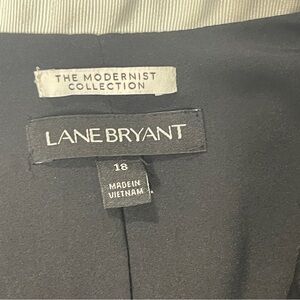 THE MODERNIST
COLLECTION
LANE BRYANT
18
MADE IN
VIETNAM